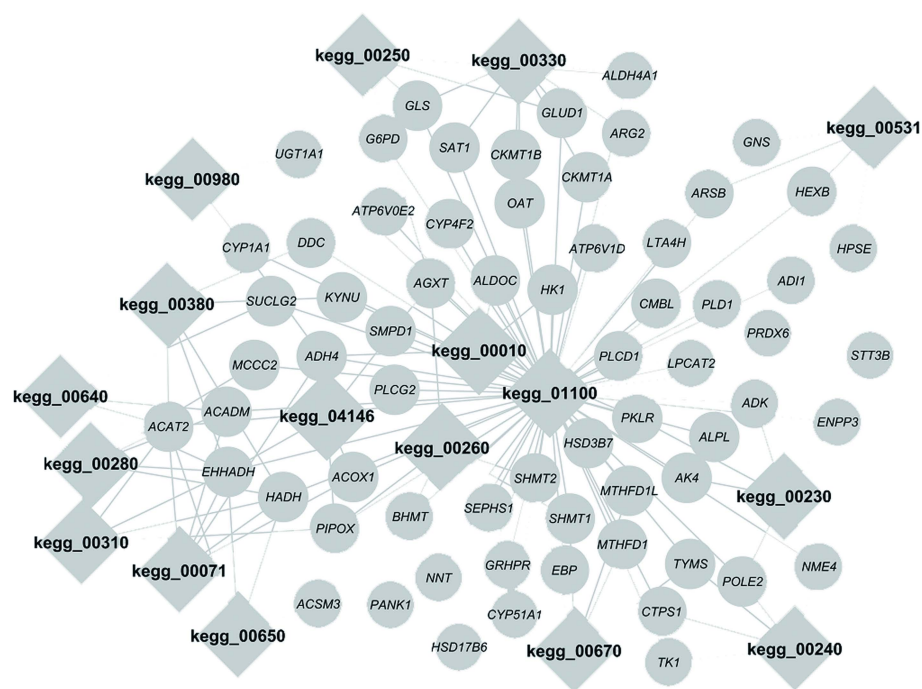 kegg_00250
kegg_00330
ALDH4A1
GLS
GLUD1
kegg_00531
G6PD
SAT1
CKMT1B
ARG2
GNS
UGT1A1
kegg_00980
CKMT1A
ARSB
HEXB
ATP6V0E2
OAT
CYP4F2
CYP1A1
DDC
ATP6V1D
LTA4H
HPSE
AGXT
ALDOC
HK1
ADI1
kegg_00380
SUCLG2
KYNU
CMBL
PLD1
SMPD1
PRDX6
kegg_00010
PLCD1
LPCAT2
STT3B
MCCC2
ADH4
kegg_01100
kegg_00640
ACADM
PLCG2
ADK
kegg_04146
PKLR
ENPP3
ACAT2
kegg_00260
HSD3B7
ALPL
kegg_00280
EHHADH
ACOX1
SHMT2
AK4
MTHFD1L
HADH
kegg_00230
SEPHS1
SHMT1
BHMT
PIPOX
kegg_00310
MTHFD1
kegg_00071
GRHPR
EBP
TYMS
NME4
NNT
POLE2
ACSM3
PANK1
CYP51A1
CTPS1
kegg_00650
HSD17B6
kegg_00670
TK1
kegg_00240